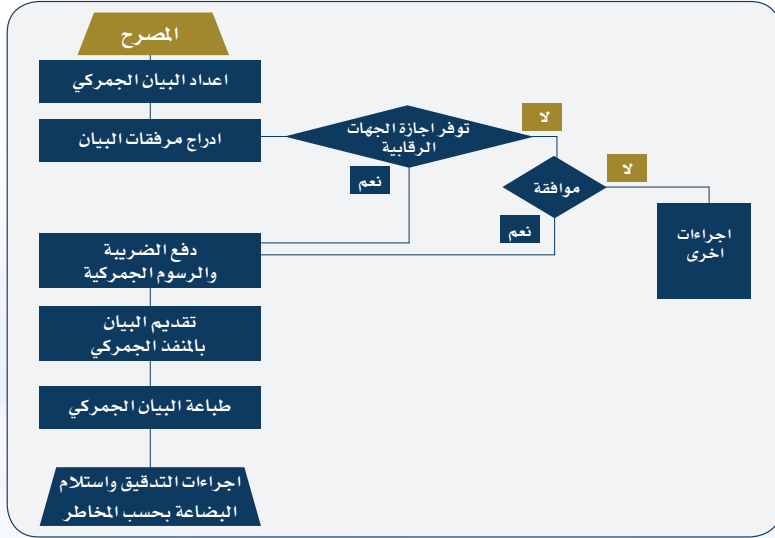 المصرح
اعداد البيان الجمركي
ادراج مرفقات البيان
توفر اجازة الجهات
الرقابية
لا
نعم
موافقة
لا
نعم
اجراءات
اخرى
دفع الضريبة
والرسوم الجمركية
تقديم البيان
بالمنفذ الجمركي
طباعة البيان الجمركي
اجراءات التدقيق واستلام
البضاعة بحسب المخاطر